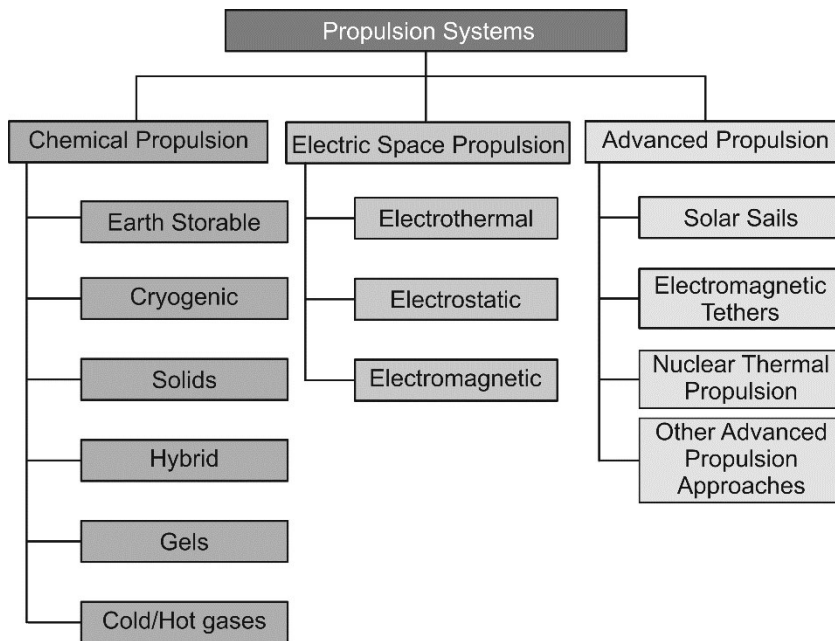 Propulsion Systems
Chemical Propulsion
Earth Storable
Cryogenic
Solids
Hybrid
Gels
Cold/Hot gases
Electric Space Propulsion
Electrothermal
Electrostatic
Electromagnetic
Advanced Propulsion
Solar Sails
Electromagnetic
Tethers
Nuclear Thermal
Propulsion
Other Advanced
Propulsion
Approaches